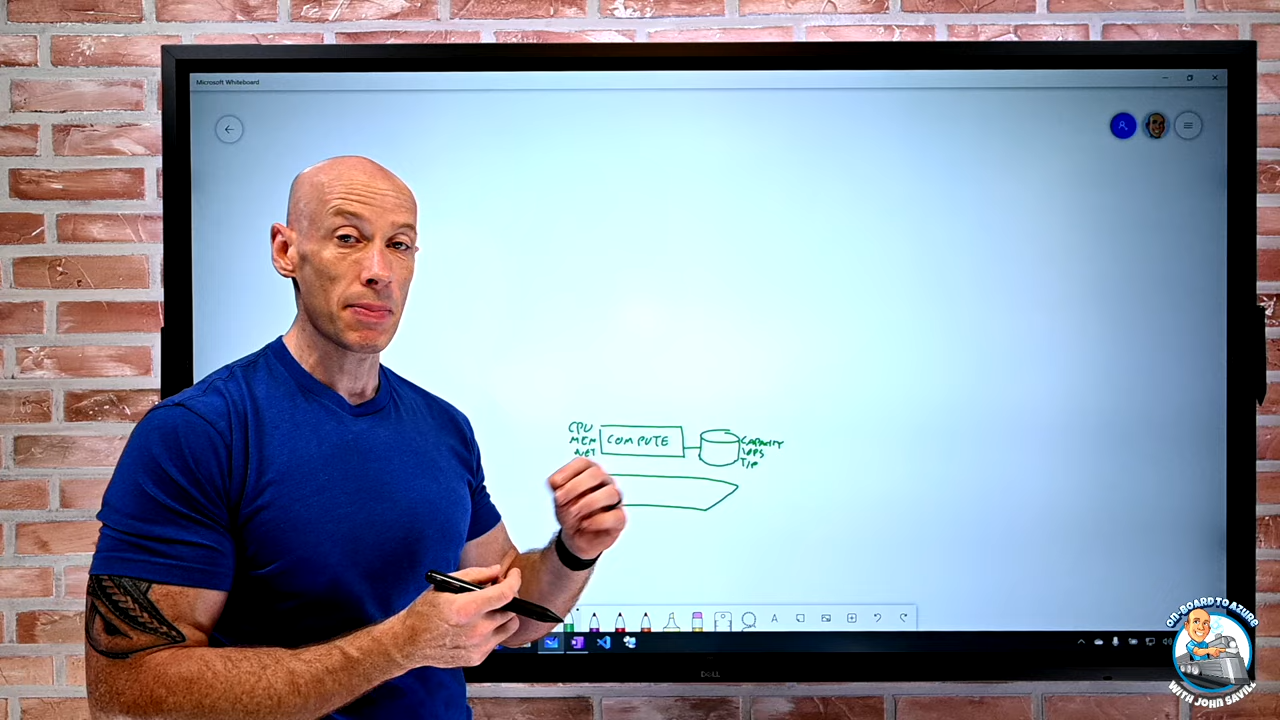 Microsoft Whiteboard
CPU
MEM
NET
COMPUTE
CAPACITY
IOPS
T/P
A
DELL
ON-BOARD TO AZURE
WITH JOHN SAVILL